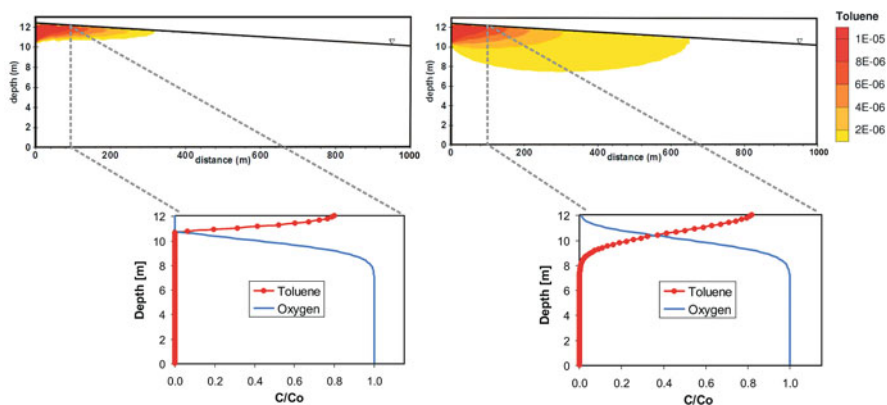 Toluene
1E-05
8E-06
6E-06
4E-06
2E-06
depth (m)
12
10
8
6
4
2
0
0 200 400 600 800 1000
distance (m)
depth (m)
12
10
8
6
4
2
0
0 200 400 600 800 1000
distance (m)
Depth [m]
12
10
8
6
4
2
0
Toluene
Oxygen
0.0 0.2 0.4 0.6 0.8 1.0
C/Co
Depth [m]
12
10
8
6
4
2
0
Toluene
Oxygen
0.0 0.2 0.4 0.6 0.8 1.0
C/Co